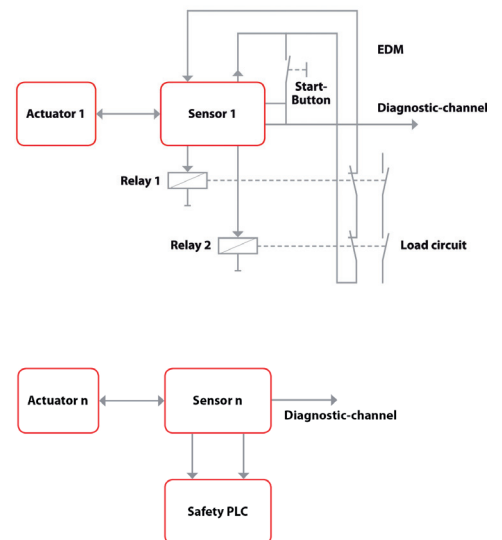 EDM
Start-
Button
Actuator 1
Sensor 1
Diagnostic-channel
Relay 1
Relay 2
Load circuit
Actuator n
Sensor n
Diagnostic-channel
Safety PLC